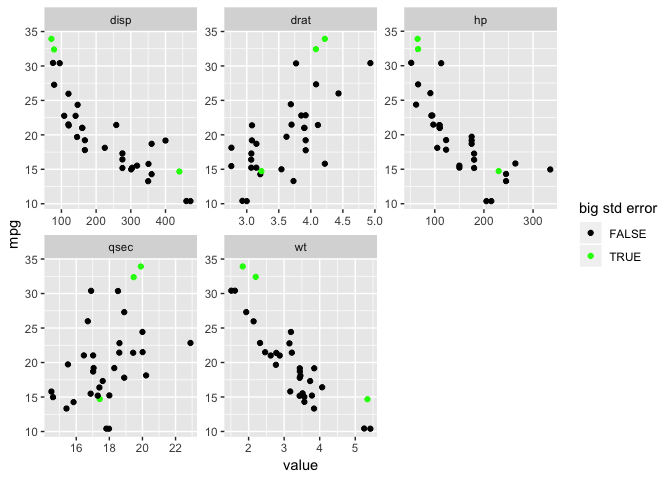 disp
drat
hp
35
30
25
20
15
10
100 200 300 400
3.0 3.5 4.0 4.5 5.0
100 200 300
mpg
big std error
FALSE
TRUE
qsec
wt
35
30
25
20
15
10
16 18 20 22
2 3 4 5
value